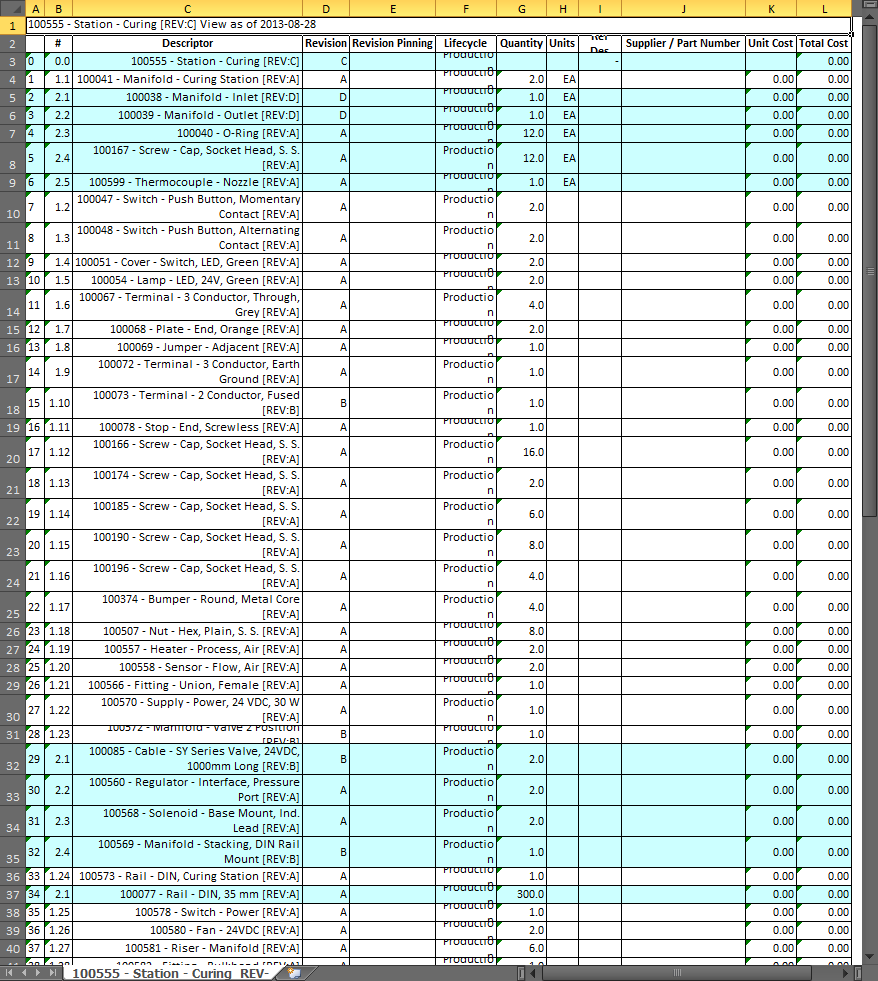 A B C D E F G H I J K L
1 100555 - Station - Curing [REV:C] View as of 2013-08-28
2 # Descriptor Revision Revision Pinning Lifecycle Quantity Units Ref Des Supplier / Part Number Unit Cost Total Cost
3 0 0.0 100555 - Station - Curing [REV:C] C Production - 0.00
4 1 1.1 100041 - Manifold - Curing Station [REV:A] A Production 2.0 EA 0.00 0.00
5 2 2.1 100038 - Manifold - Inlet [REV:D] D Production 1.0 EA 0.00 0.00
6 3 2.2 100039 - Manifold - Outlet [REV:D] D Production 1.0 EA 0.00 0.00
7 4 2.3 100040 - O-Ring [REV:A] A Production 12.0 EA 0.00 0.00
8 5 2.4 100167 - Screw - Cap, Socket Head, S. S. [REV:A] A Production 12.0 EA 0.00 0.00
9 6 2.5 100599 - Thermocouple - Nozzle [REV:A] A Production 1.0 EA 0.00 0.00
10 7 1.2 100047 - Switch - Push Button, Momentary Contact [REV:A] A Production 2.0 0.00 0.00
11 8 1.3 100048 - Switch - Push Button, Alternating Contact [REV:A] A Production 2.0 0.00 0.00
12 9 1.4 100051 - Cover - Switch, LED, Green [REV:A] A Production 2.0 0.00 0.00
13 10 1.5 100054 - Lamp - LED, 24V, Green [REV:A] A Production 2.0 0.00 0.00
14 11 1.6 100067 - Terminal - 3 Conductor, Through, Grey [REV:A] A Production 4.0 0.00 0.00
15 12 1.7 100068 - Plate - End, Orange [REV:A] A Production 2.0 0.00 0.00
16 13 1.8 100069 - Jumper - Adjacent [REV:A] A Production 1.0 0.00 0.00
17 14 1.9 100072 - Terminal - 3 Conductor, Earth Ground [REV:A] A Production 1.0 0.00 0.00
18 15 1.10 100073 - Terminal - 2 Conductor, Fused [REV:B] B Production 1.0 0.00 0.00
19 16 1.11 100078 - Stop - End, Screwless [REV:A] A Production 1.0 0.00 0.00
20 17 1.12 100166 - Screw - Cap, Socket Head, S. S. [REV:A] A Production 16.0 0.00 0.00
21 18 1.13 100174 - Screw - Cap, Socket Head, S. S. [REV:A] A Production 2.0 0.00 0.00
22 19 1.14 100185 - Screw - Cap, Socket Head, S. S. [REV:A] A Production 6.0 0.00 0.00
23 20 1.15 100190 - Screw - Cap, Socket Head, S. S. [REV:A] A Production 8.0 0.00 0.00
24 21 1.16 100196 - Screw - Cap, Socket Head, S. S. [REV:A] A Production 4.0 0.00 0.00
25 22 1.17 100374 - Bumper - Round, Metal Core [REV:A] A Production 4.0 0.00 0.00
26 23 1.18 100507 - Nut - Hex, Plain, S. S. [REV:A] A Production 8.0 0.00 0.00
27 24 1.19 100557 - Heater - Process, Air [REV:A] A Production 2.0 0.00 0.00
28 25 1.20 100558 - Sensor - Flow, Air [REV:A] A Production 2.0 0.00 0.00
29 26 1.21 100566 - Fitting - Union, Female [REV:A] A Production 1.0 0.00 0.00
30 27 1.22 100570 - Supply - Power, 24 VDC, 30 W [REV:A] A Production 1.0 0.00 0.00
31 28 1.23 100572 - Manifold - Valve 2 Position [REV:B] B Production 1.0 0.00 0.00
32 29 2.1 100085 - Cable - SY Series Valve, 24VDC, 1000mm Long [REV:B] B Production 2.0 0.00 0.00
33 30 2.2 100560 - Regulator - Interface, Pressure Port [REV:A] A Production 2.0 0.00 0.00
34 31 2.3 100568 - Solenoid - Base Mount, Ind. Lead [REV:A] A Production 2.0 0.00 0.00
35 32 2.4 100569 - Manifold - Stacking, DIN Rail Mount [REV:B] B Production 1.0 0.00 0.00
36 33 1.24 100573 - Rail - DIN, Curing Station [REV:A] A Production 1.0 0.00 0.00
37 34 2.1 100077 - Rail - DIN, 35 mm [REV:A] A Production 300.0 0.00 0.00
38 35 1.25 100578 - Switch - Power [REV:A] A Production 1.0 0.00 0.00
39 36 1.26 100580 - Fan - 24VDC [REV:A] A Production 2.0 0.00 0.00
40 37 1.27 100581 - Riser - Manifold [REV:A] A Production 6.0 0.00 0.00
100555 - Station - Curing REV-